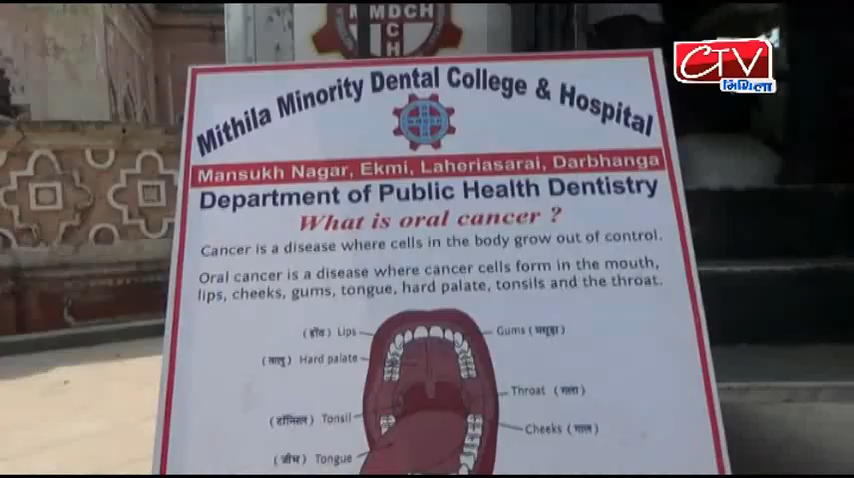 MMDCH
C
H
CTV
मिथिला
Mithila Minority Dental College & Hospital
Mansukh Nagar, Ekmi, Laheriasarai, Darbhanga
Department of Public Health Dentistry
What is oral cancer ?
Cancer is a disease where cells in the body grow out of control.
Oral cancer is a disease where cancer cells form in the mouth,
lips, cheeks, gums, tongue, hard palate, tonsils and the throat.
(होंठ) Lips
Gums (मसूड़ा)
(तालु) Hard palate
Throat (गला)
(टॉन्सिल) Tonsil
Cheeks (गाल)
(जीभ) Tongue